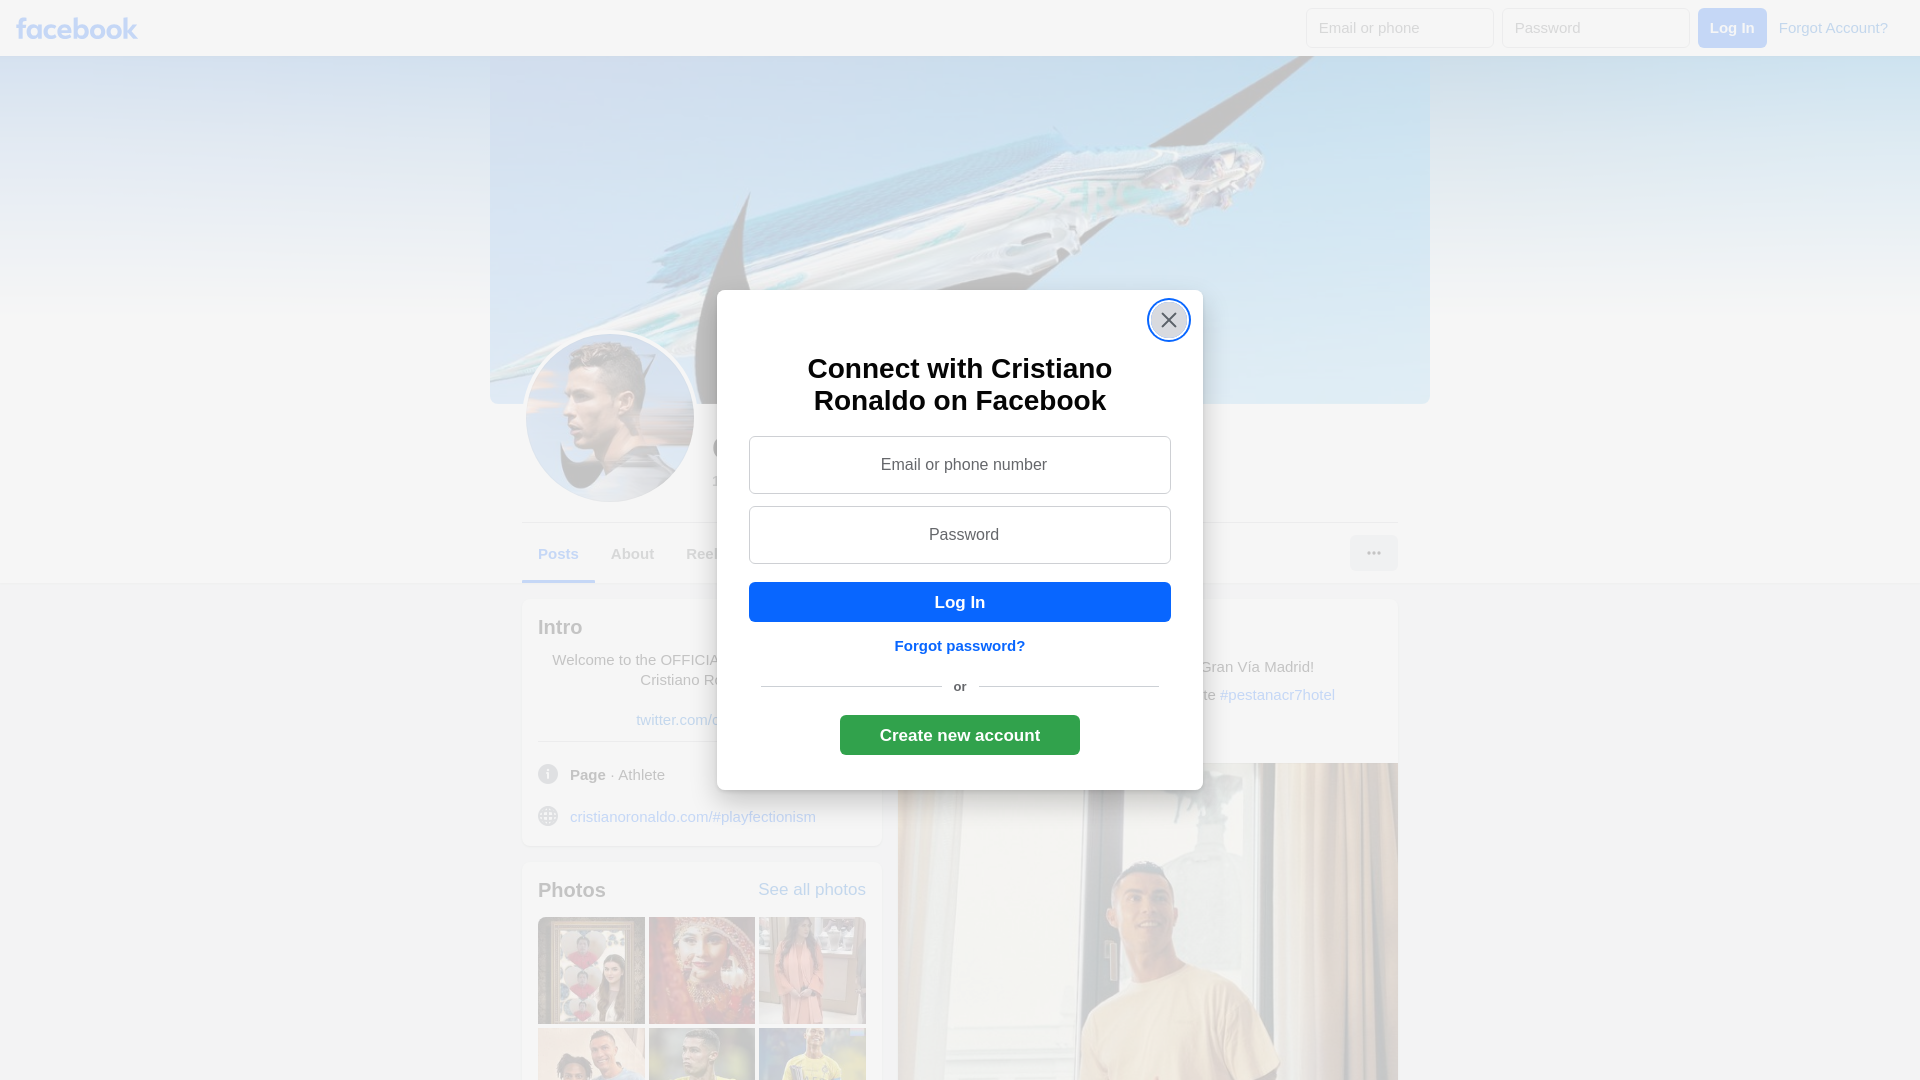 facebook
Email or phone
Password
Log In
Forgot Account?
ERC
Connect with Cristiano
Ronaldo on Facebook
Email or phone number
Password
Log In
Forgot password?
or
Create new account
Posts
About
Reel
Intro
Welcome to the OFFICIA
Cristiano Ro
twitter.com/c
Page · Athlete
cristianoronaldo.com/#playfectionism
Gran Vía Madrid!
te #pestanacr7hotel
Photos
See all photos